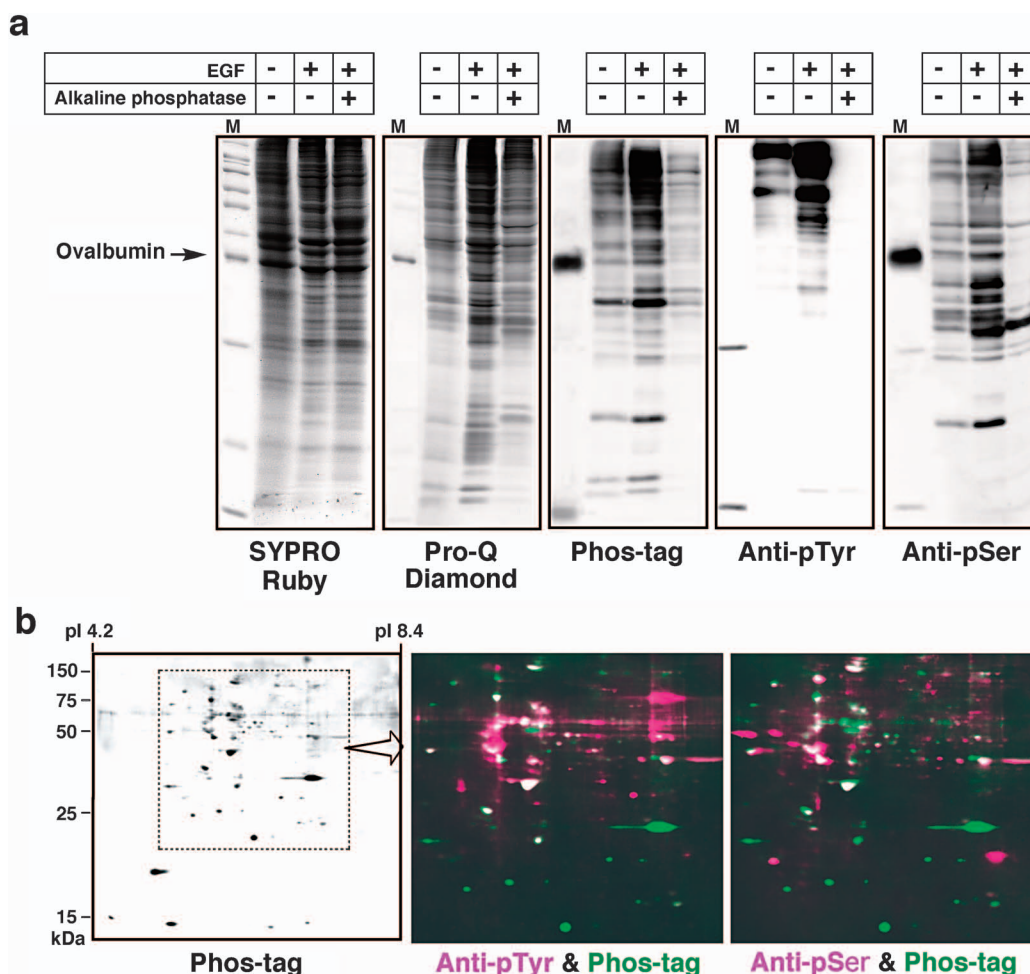 a
EGF - + + - + + - + + - + + - + +
Alkaline phosphatase - - + - - + - - + - - + - - +
M M M M M
Ovalbumin
SYPRO Ruby Pro-Q Diamond Phos-tag Anti-pTyr Anti-pSer
b
pI 4.2 pI 8.4
150
75
50
25
15
kDa
Phos-tag Anti-pTyr & Phos-tag Anti-pSer & Phos-tag